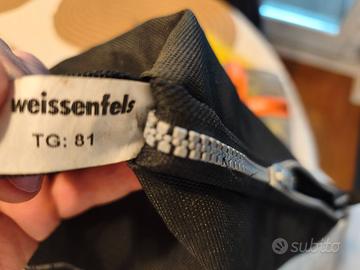 weissenfels
TG: 81
subito